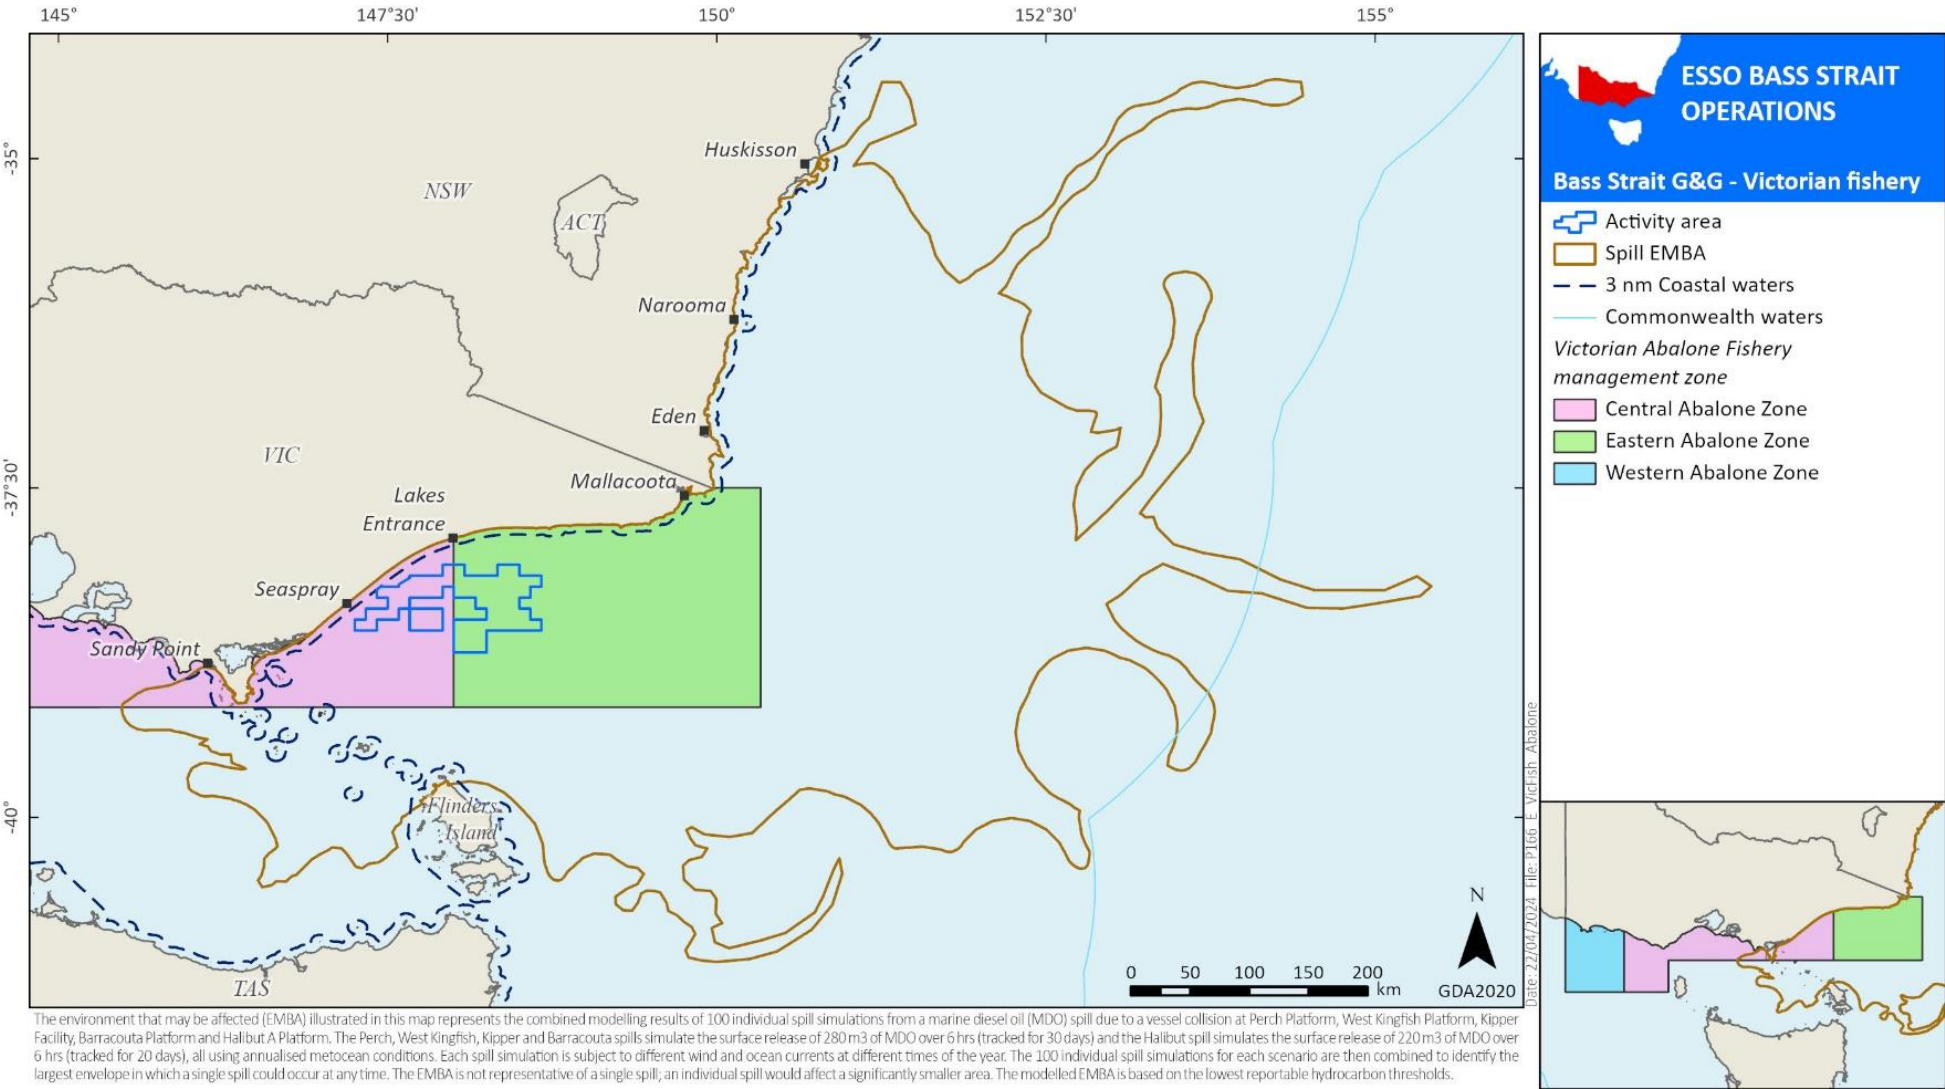 145°
147°30'
150°
152°30'
155°
-35°
-37°30'
-40°
Huskisson
NSW
ACT
Narooma
Eden
VIC
Mallacoota
Lakes
Entrance
Seaspray
Sandy Point
Flinders
Island
TAS
N
0 50 100 150 200
km
GDA2020
Date: 22/04/2024 File: P166_E_VicFish_Abalone
ESSO BASS STRAIT
OPERATIONS
Bass Strait G&G - Victorian fishery
Activity area
Spill EMBA
3 nm Coastal waters
Commonwealth waters
Victorian Abalone Fishery
management zone
Central Abalone Zone
Eastern Abalone Zone
Western Abalone Zone
The environment that may be affected (EMBA) illustrated in this map represents the combined modelling results of 100 individual spill simulations from a marine diesel oil (MDO) spill due to a vessel collision at Perch Platform, West Kingfish Platform, Kipper
Facility, Barracouta Platform and Halibut A Platform. The Perch, West Kingfish, Kipper and Barracouta spills simulate the surface release of 280 m3 of MDO over 6 hrs (tracked for 30 days) and the Halibut spill simulates the surface release of 220 m3 of MDO over
6 hrs (tracked for 20 days), all using annualised metocean conditions. Each spill simulation is subject to different wind and ocean currents at different times of the year. The 100 individual spill simulations for each scenario are then combined to identify the
largest envelope in which a single spill could occur at any time. The EMBA is not representative of a single spill; an individual spill would affect a significantly smaller area. The modelled EMBA is based on the lowest reportable hydrocarbon thresholds.